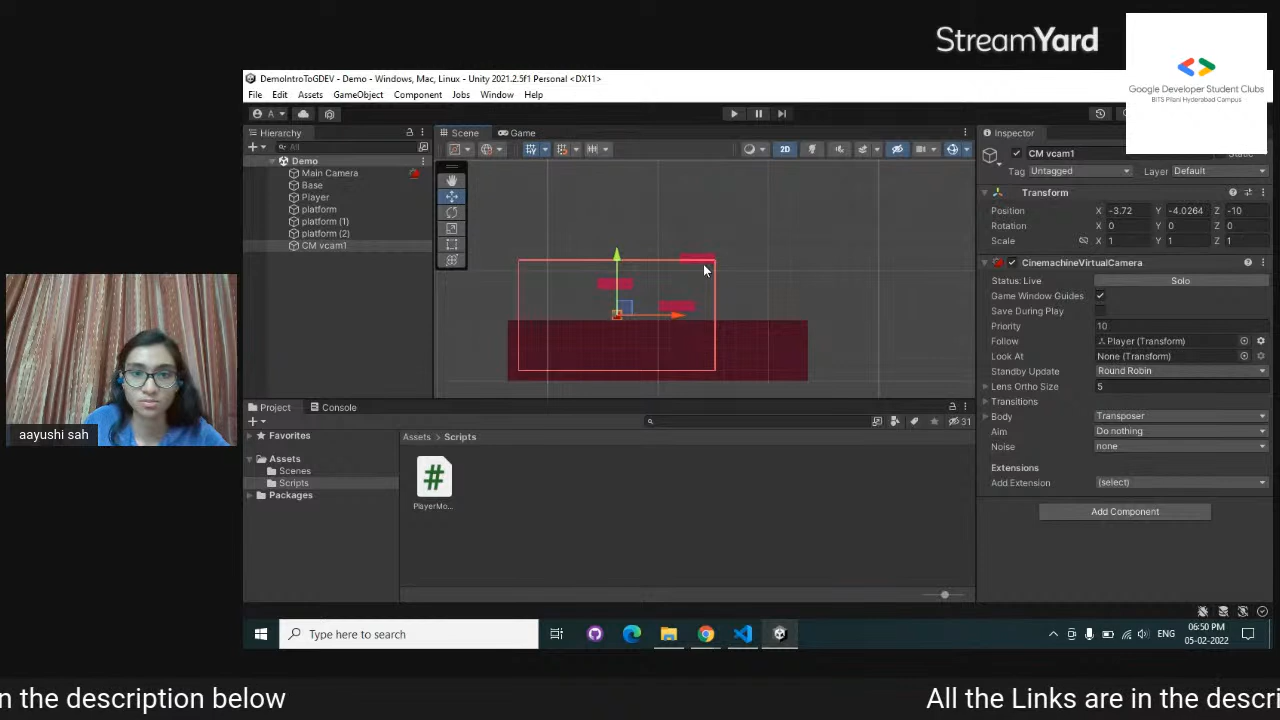 StreamYard
Google Developer Student Clubs
BITS Pilani Hyderabad Campus
DemoIntroToGDEV - Demo - Windows, Mac, Linux - Unity 2021.2.5f1 Personal <DX11>
File Edit Assets GameObject Component Jobs Window Help
A
Hierarchy
All
Demo
Main Camera
Base
Player
platform
platform (1)
platform (2)
CM vcam1
Scene Game
2D
Inspector
CM vcam1
Tag Untagged Layer Default
Transform
Position X -3.72 Y -4.0264 Z -10
Rotation X 0 Y 0 Z 0
Scale X 1 Y 1 Z 1
CinemachineVirtualCamera
Status: Live Solo
Game Window Guides
Save During Play
Priority 10
Follow Player (Transform)
Look At None (Transform)
Standby Update Round Robin
Lens Ortho Size 5
Transitions
Body Transposer
Aim Do nothing
Noise none
Extensions
Add Extension (select)
Add Component
Project Console
31
Favorites
Assets
Scenes
Scripts
Packages
Assets > Scripts
#
PlayerMo...
aayushi sah
Type here to search
ENG
06:50 PM
05-02-2022
n the description below
All the Links are in the descri